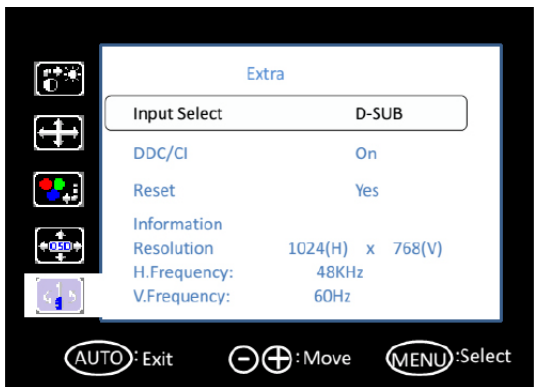 Extra
Input Select D-SUB
DDC/CI On
Reset Yes
Information
Resolution 1024(H) x 768(V)
H.Frequency: 48KHz
V.Frequency: 60Hz
OSD
AUTO: Exit - +: Move MENU:Select